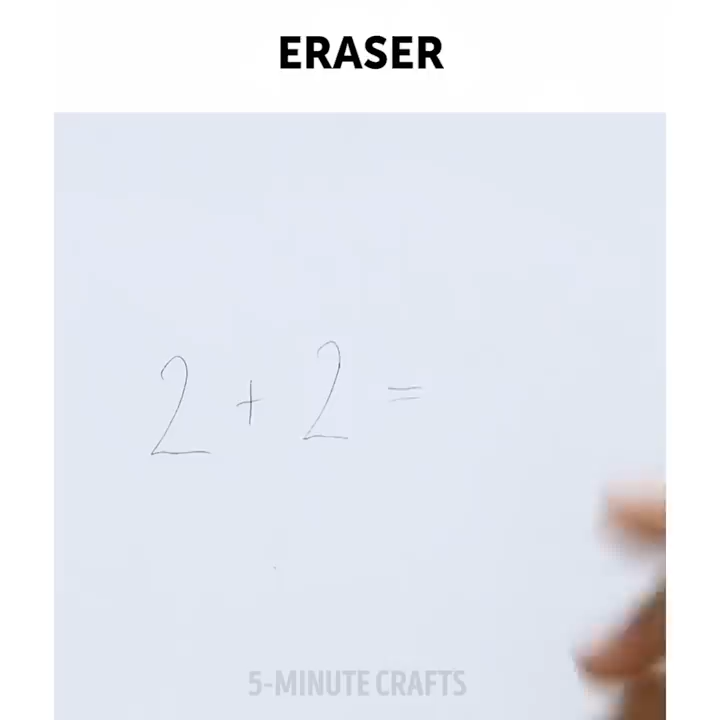 ERASER
2 + 2 =
5-MINUTE CRAFTS